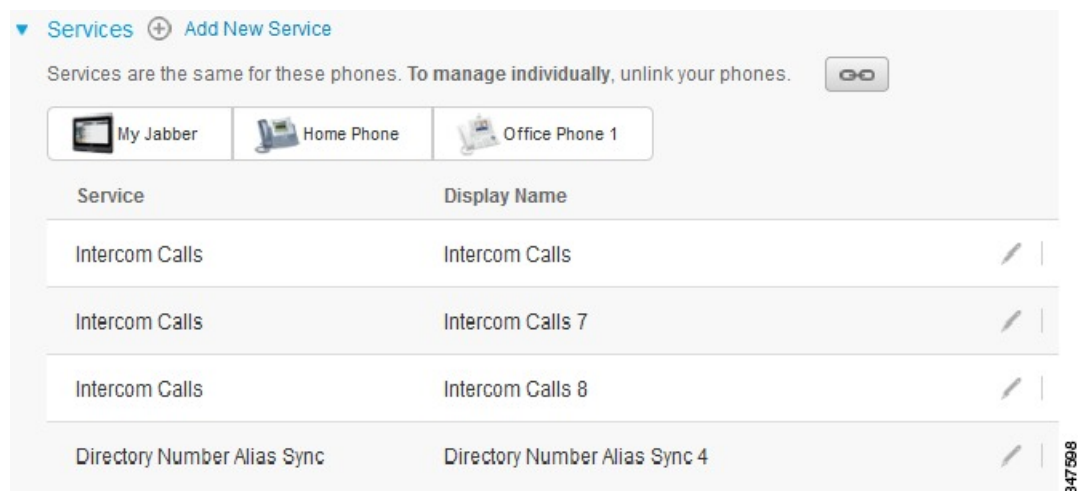 Services Add New Service
Services are the same for these phones. To manage individually, unlink your phones.
My Jabber Home Phone Office Phone 1
Service Display Name
Intercom Calls Intercom Calls
Intercom Calls Intercom Calls 7
Intercom Calls Intercom Calls 8
Directory Number Alias Sync Directory Number Alias Sync 4
347598